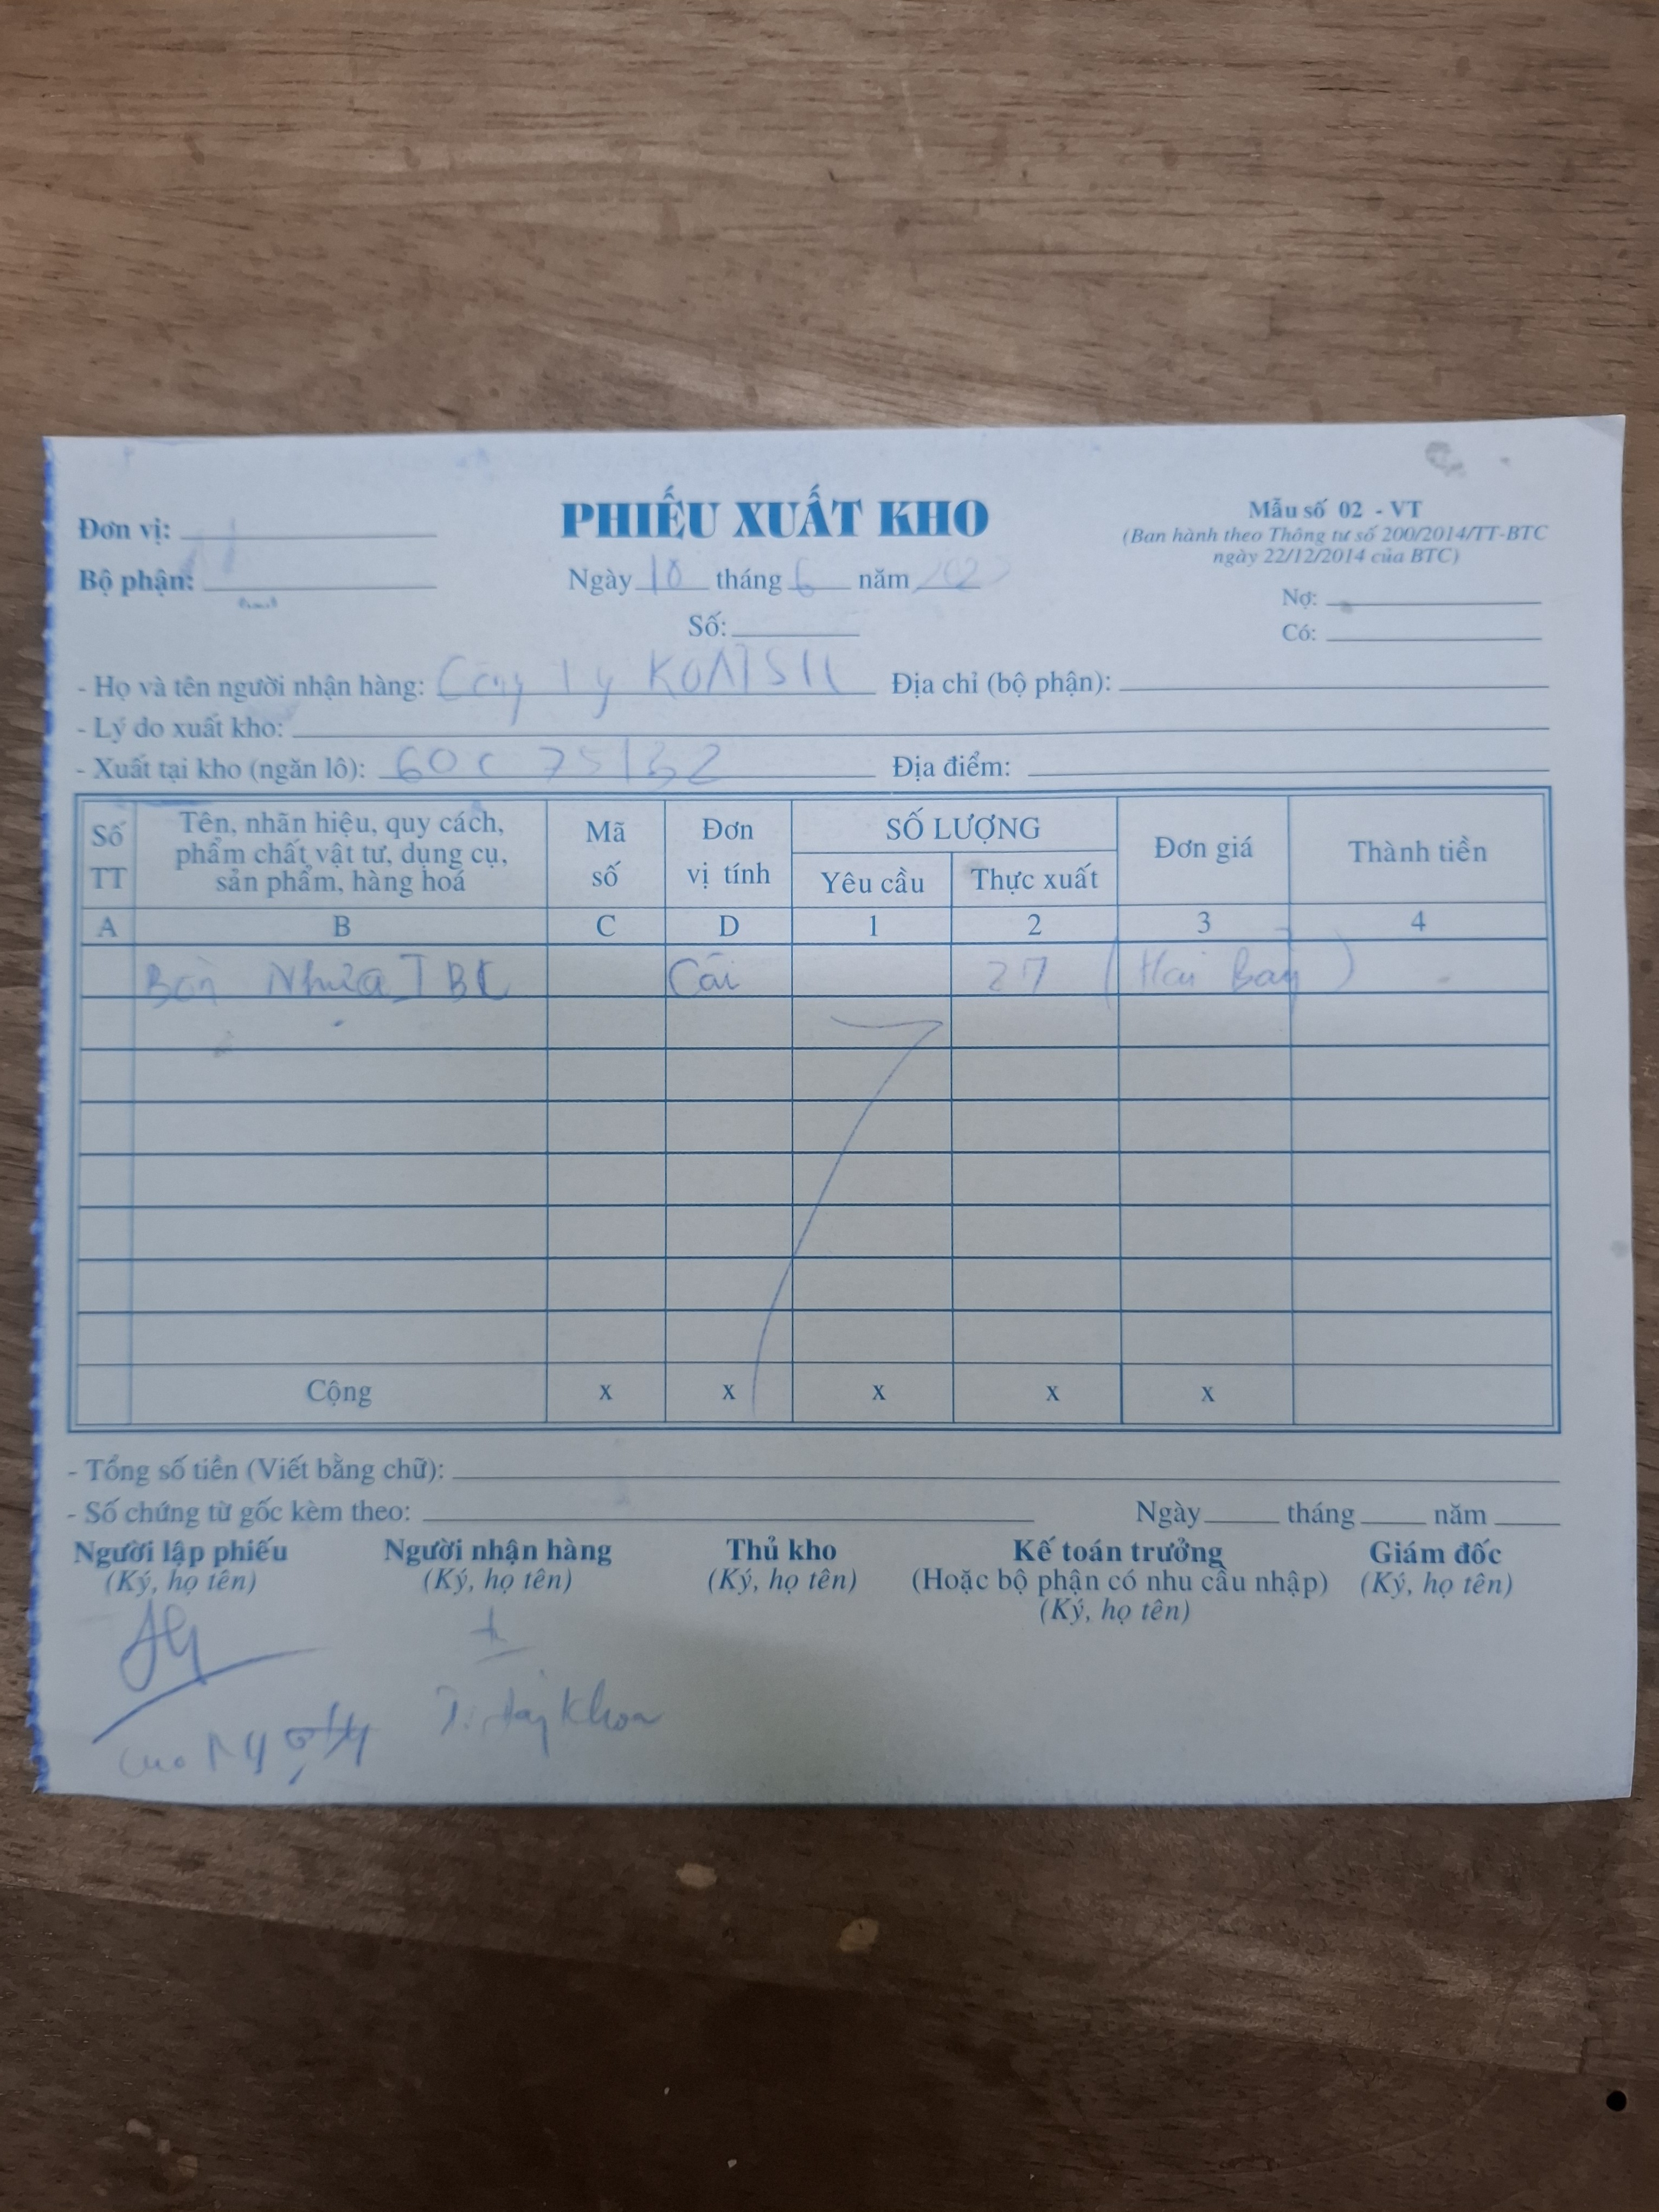 PHIẾU XUẤT KHO
Mẫu số 02 - VT
(Ban hành theo Thông tư số 200/2014/TT-BTC
ngày 22/12/2014 của BTC)
Đơn vị:
Bộ phận:
Ngày 10 tháng 6 năm
Số:
Nợ:
Có:
- Họ và tên người nhận hàng: Công ty Địa chỉ (bộ phận):
- Lý do xuất kho:
- Xuất tại kho (ngăn lô): 60C 75132 Địa điểm:
Số TT Tên, nhãn hiệu, quy cách, phẩm chất vật tư, dụng cụ, sản phẩm, hàng hoá Mã số Đơn vị tính SỐ LƯỢNG Đơn giá Thành tiền
Yêu cầu Thực xuất
A B C D 1 2 3 4
Bồn Nhựa IBC Cái 27 (Hai Bảy)
Cộng x x x x x
- Tổng số tiền (Viết bằng chữ):
- Số chứng từ gốc kèm theo:
Ngày tháng năm
Người lập phiếu Người nhận hàng Thủ kho Kế toán trưởng Giám đốc
(Ký, họ tên) (Ký, họ tên) (Ký, họ tên) (Hoặc bộ phận có nhu cầu nhập) (Ký, họ tên)
(Ký, họ tên)
Khoa